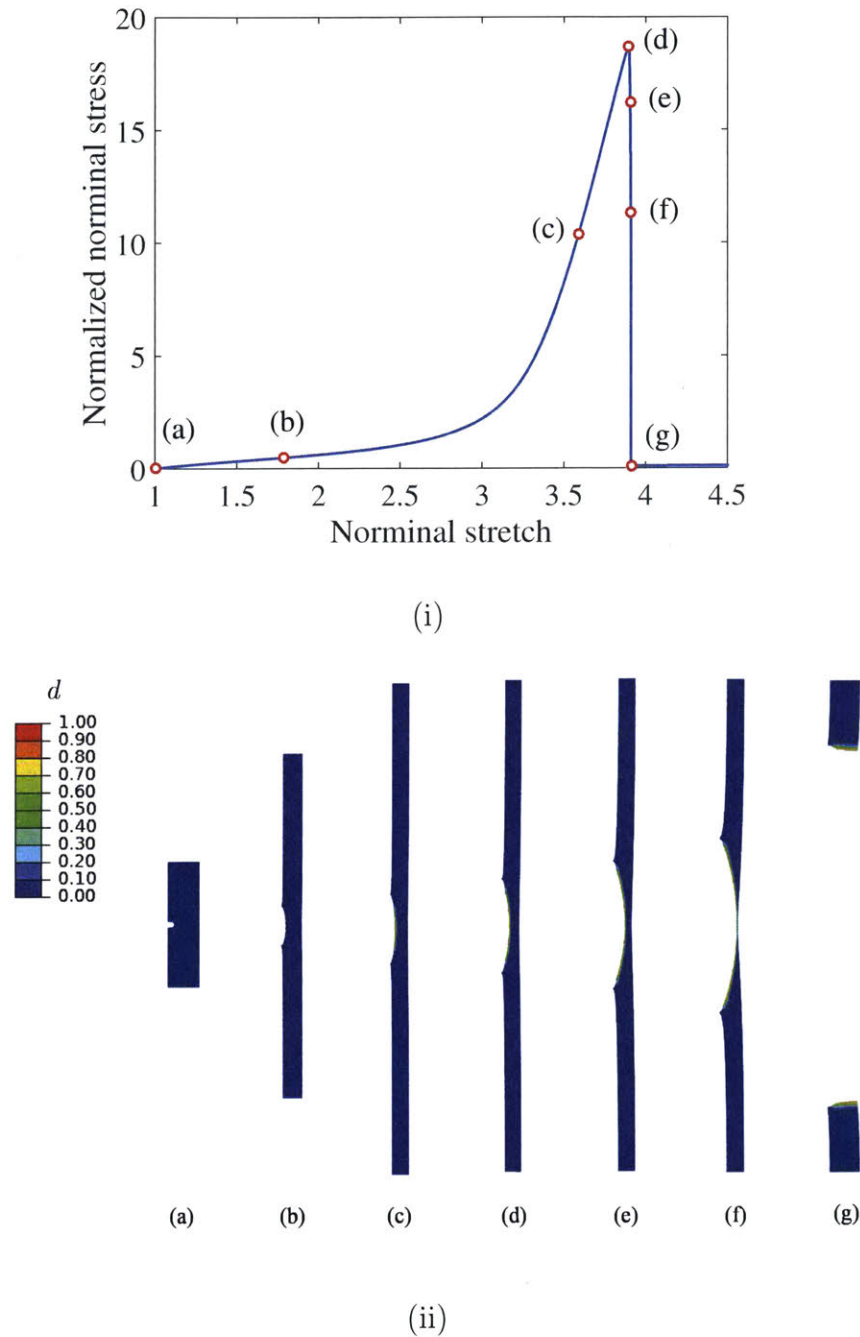 20
(d)
(e)
15
(f)
(c)
10
5
(a)
(b)
(g)
0
1 1.5 2 2.5 3 3.5 4 4.5
Normalized norminal stress
Norminal stretch
(i)
d
1.00
0.90
0.80
0.70
0.60
0.50
0.40
0.30
0.20
0.10
0.00
(a) (b) (c) (d) (e) (f) (g)
(ii)